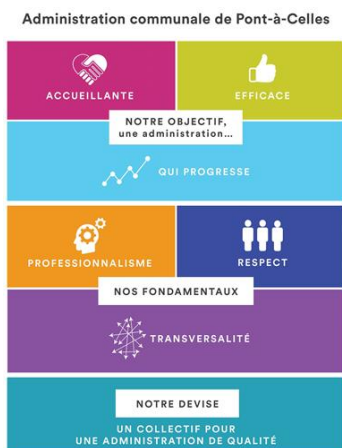 Administration communale de Pont-à-Celles
ACCUEILLANTE
EFFICACE
NOTRE OBJECTIF,
une administration...
QUI PROGRESSE
PROFESSIONNALISME
RESPECT
NOS FONDAMENTAUX
TRANSVERSALITÉ
NOTRE DEVISE
UN COLLECTIF POUR
UNE ADMINISTRATION DE QUALITÉ